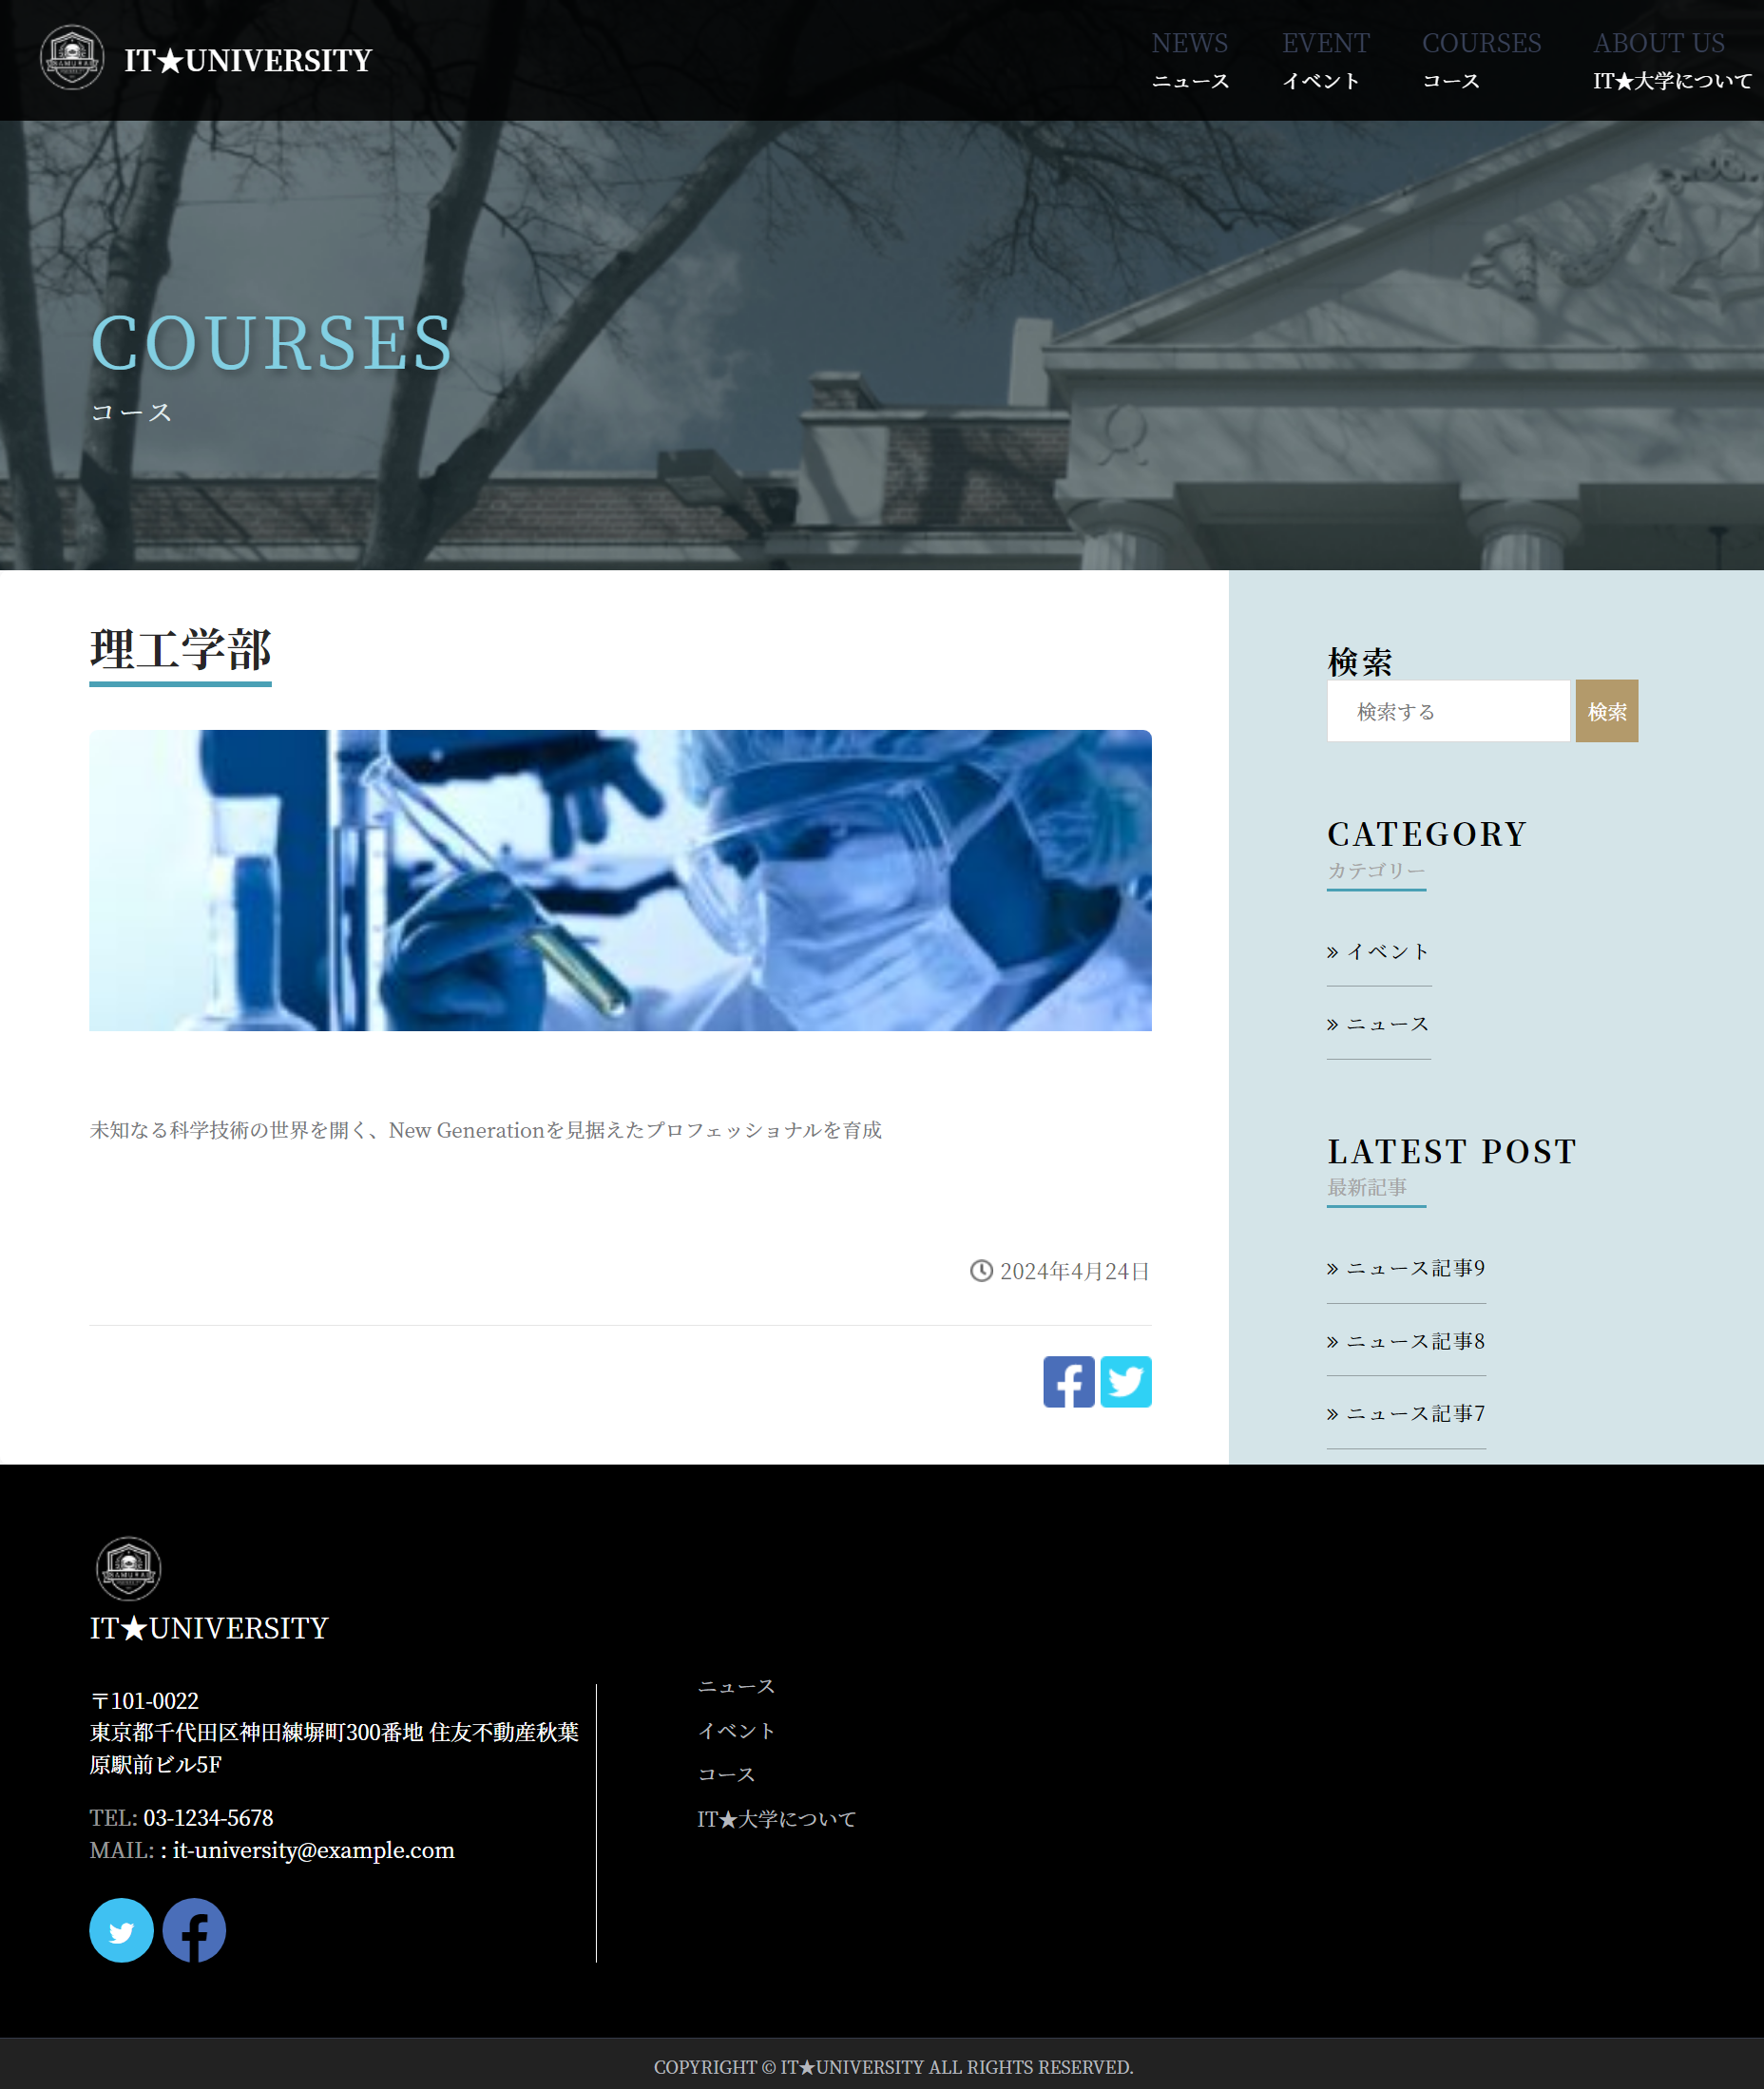 IT★UNIVERSITY
NEWS
ニュース
EVENT
イベント
COURSES
コース
ABOUT US
IT★大学について
COURSES
コース
理工学部
未知なる科学技術の世界を開く、New Generationを見据えたプロフェッショナルを育成
2024年4月24日
検索
検索する
検索
CATEGORY
カテゴリー
» イベント
» ニュース
LATEST POST
最新記事
» ニュース記事9
» ニュース記事8
» ニュース記事7
SAMURAI
IT★UNIVERSITY
〒101-0022
東京都千代田区神田練塀町300番地 住友不動産秋葉
原駅前ビル5F
TEL: 03-1234-5678
MAIL: : it-university@example.com
ニュース
イベント
コース
IT★大学について
COPYRIGHT © IT★UNIVERSITY ALL RIGHTS RESERVED.